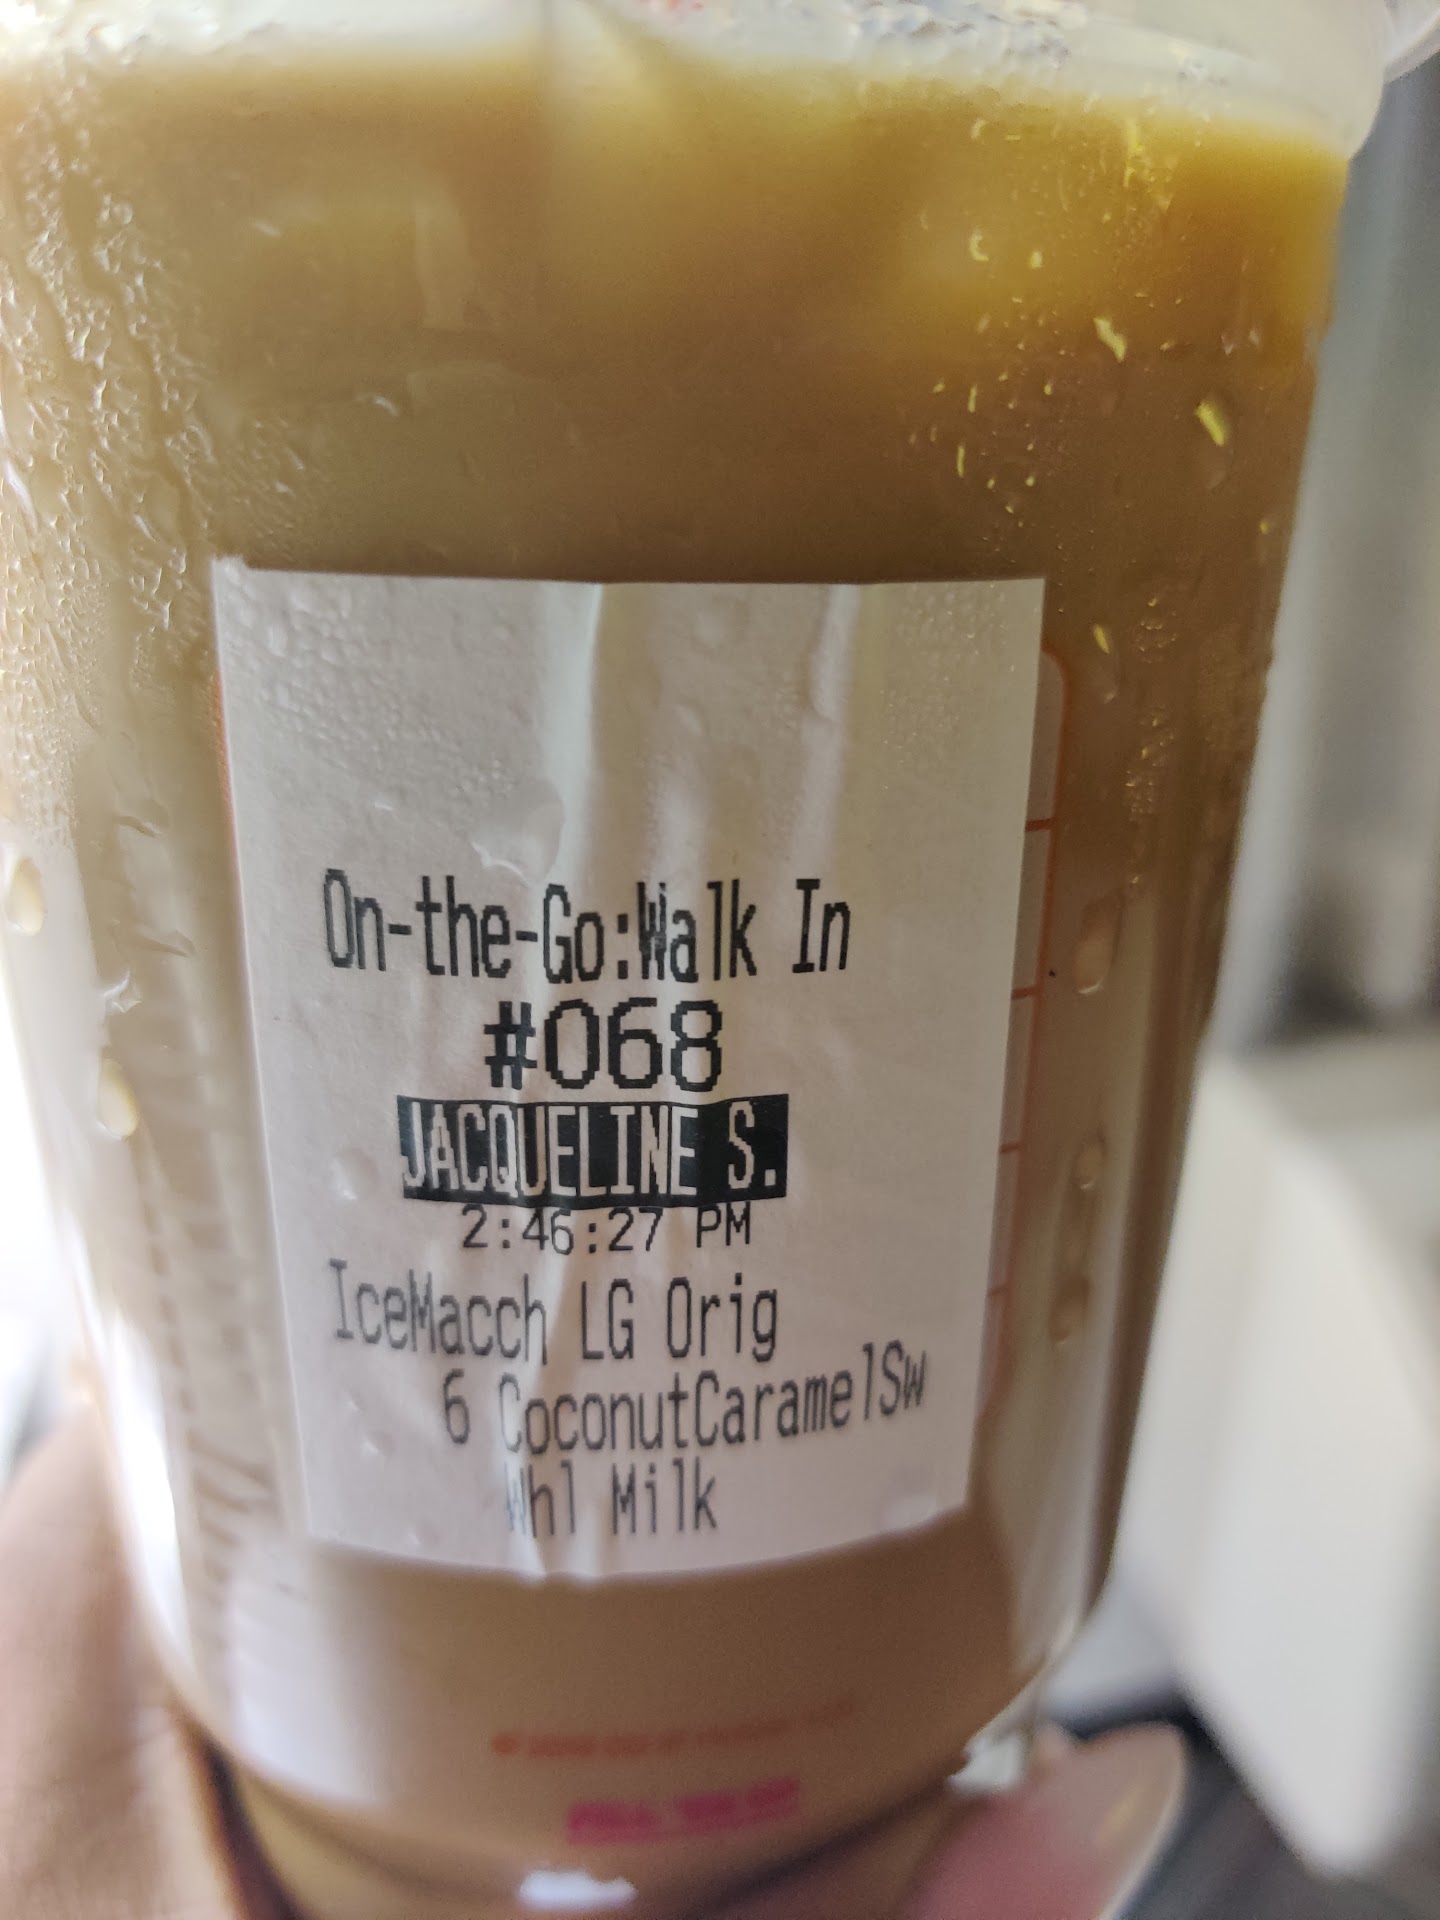 On-the-Go:Walk In
#068
JACQUELINE S.
2:46:27 PM
IceMacch LG Orig
6 CoconutCaramelSw
Whl Milk